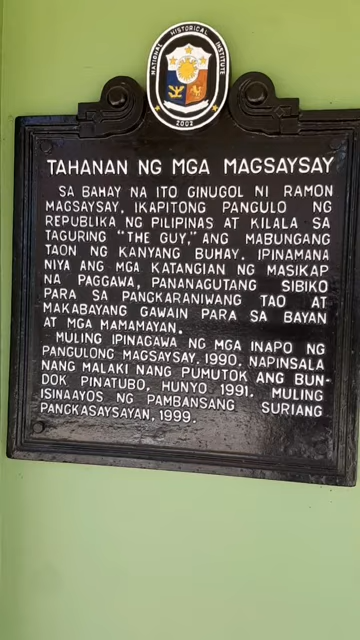 NATIONAL HISTORICAL INSTITUTE
2002
TAHANAN NG MGA MAGSAYSAY
SA BAHAY NA ITO GINUGOL NI RAMON
MAGSAYSAY, IKAPITONG PANGULO NG
REPUBLIKA NG PILIPINAS AT KILALA SA
TAGURING "THE GUY," ANG MABUNGANG
TAON NG KANYANG BUHAY. IPINAMANA
NIYA ANG MGA KATANGIAN NG MASIKAP
NA PAGGAWA, PANANAGUTANG SIBIKO
PARA SA PANGKARANIWANG TAO AT
MAKABAYANG GAWAIN PARA SA BAYAN
AT MGA MAMAMAYAN.
MULING IPINAGAWA NG MGA INAPO NG
PANGULONG MAGSAYSAY, 1990. NAPINSALA
NANG MALAKI NANG PUMUTOK ANG BUN-
DOK PINATUBO, HUNYO 1991. MULING
ISINAAYOS NG PAMBANSANG SURIANG
PANGKASAYSAYAN, 1999.